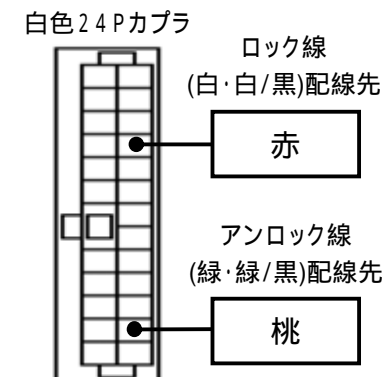 白色24Pカプラ
ロック線
(白·白/黒)配線先
赤
アンロック線
(緑·緑/黒)配線先
桃